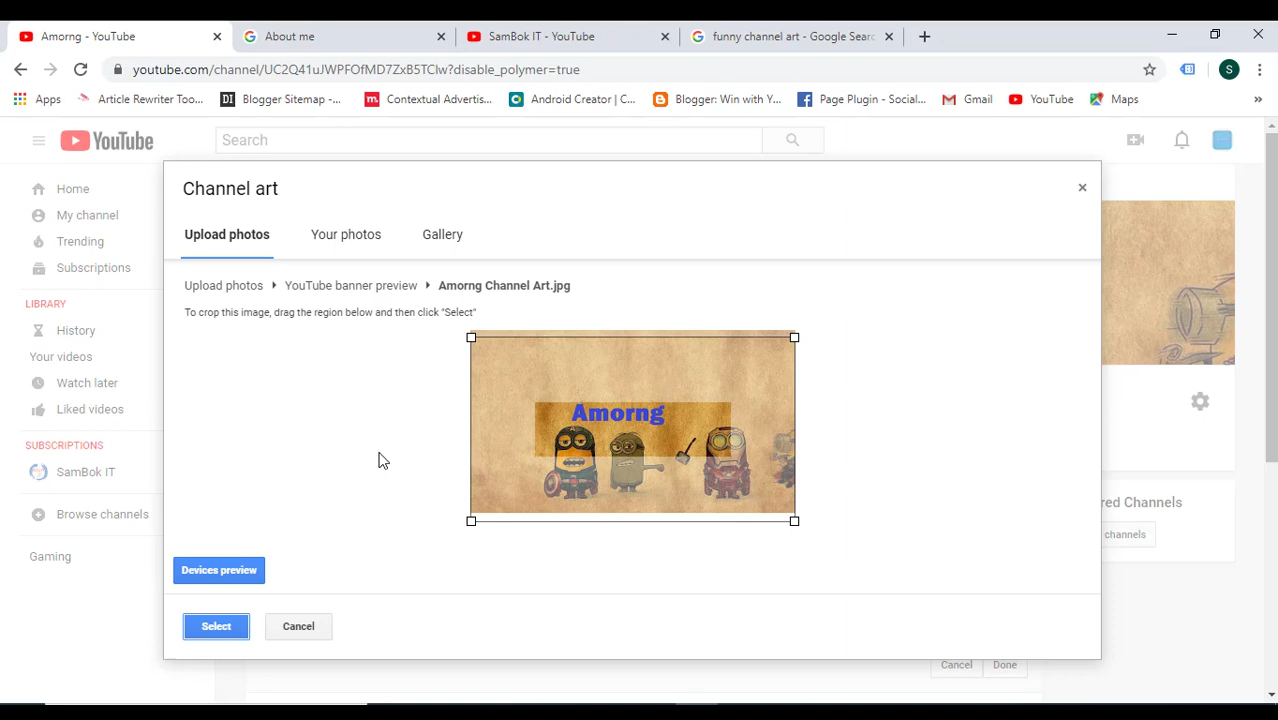 Amorng - YouTube
About me
SamBok IT - YouTube
funny channel art - Google Searc
youtube.com/channel/UC2Q41uJWPFOfMD7ZxB5TCIw?disable_polymer=true
S
Apps
Article Rewriter Too...
DI
Blogger Sitemap -...
m.
Contextual Advertis...
Android Creator | C...
Blogger: Win with Y...
Page Plugin - Social...
Gmail
YouTube
Maps
»
YouTube
Search
Home
My channel
Trending
Subscriptions
LIBRARY
History
Your videos
Watch later
Liked videos
SUBSCRIPTIONS
SamBok IT
Browse channels
Gaming
Channel art
Upload photos
Your photos
Gallery
Upload photos
YouTube banner preview
Amorng Channel Art.jpg
To crop this image, drag the region below and then click "Select"
Amorng
Devices preview
Select
Cancel
red Channels
channels
Cancel
Done